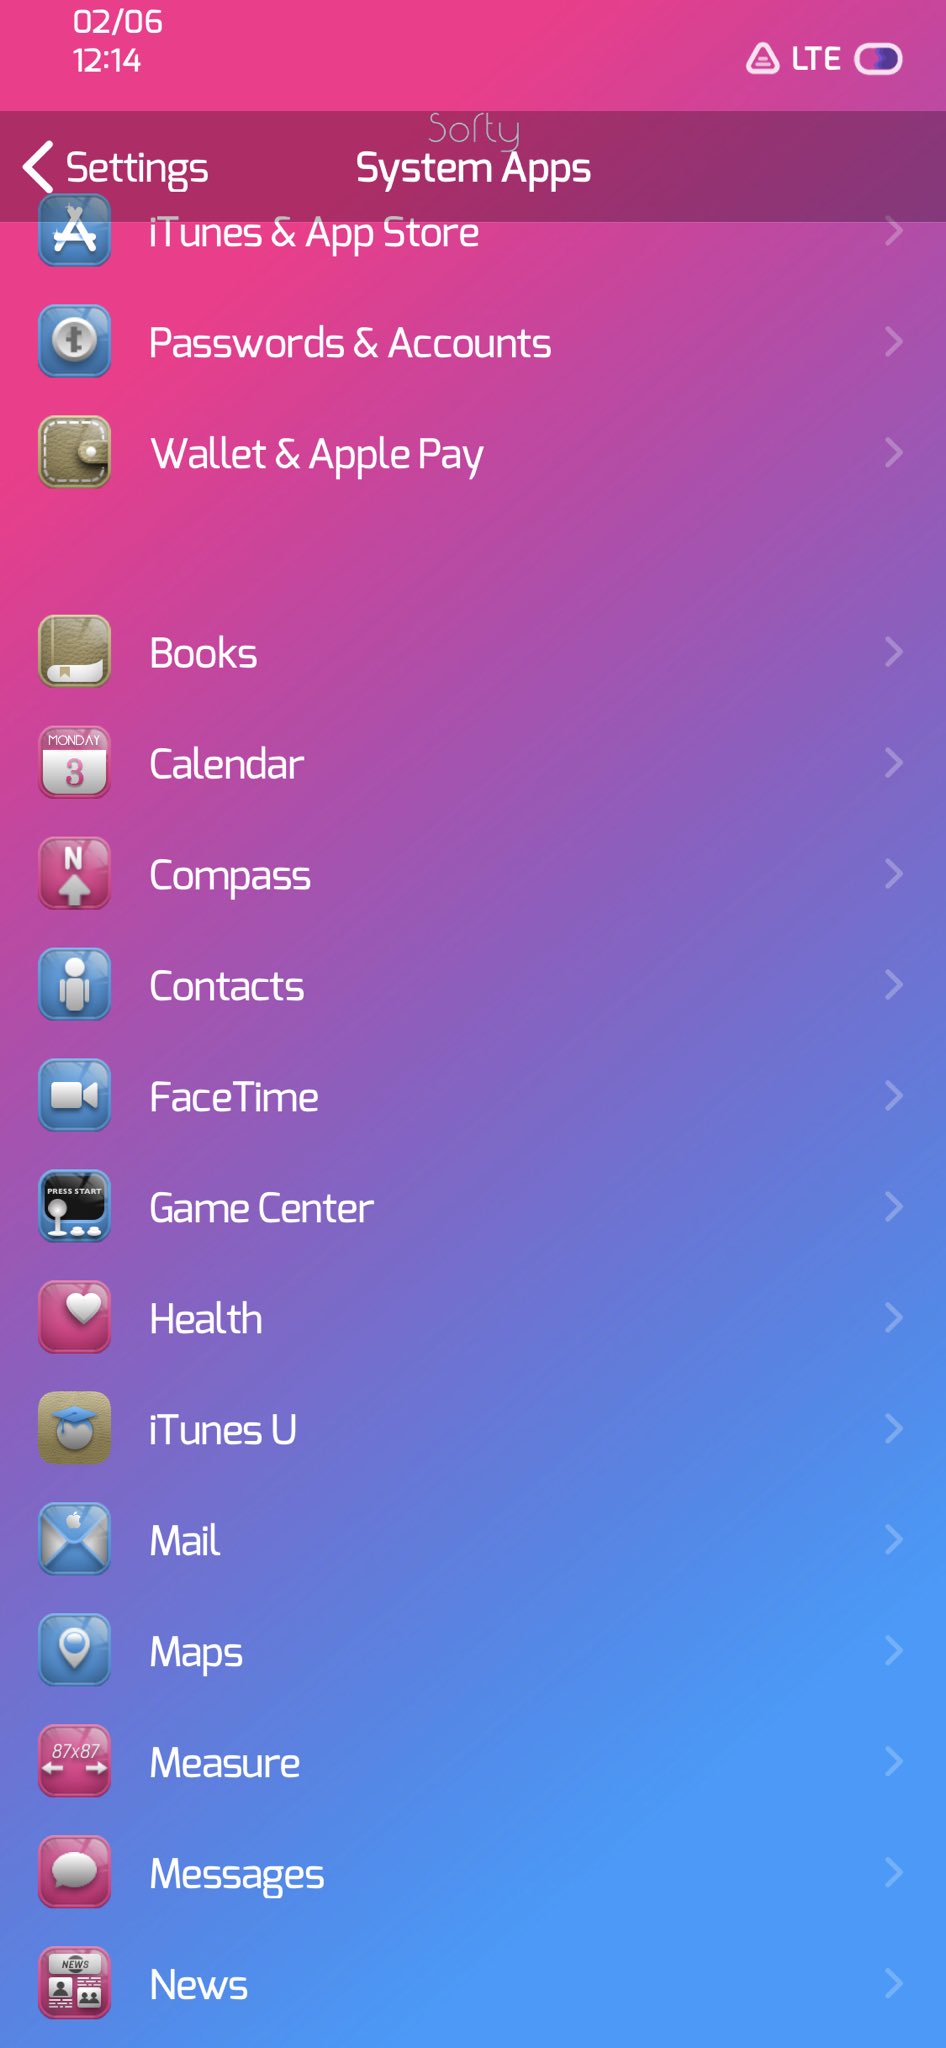 02/06
12:14
LTE
Softy
Settings
System Apps
iTunes & App Store
Passwords & Accounts
Wallet & Apple Pay
Books
MONDAY
3
Calendar
N
Compass
Contacts
FaceTime
PRESS START
Game Center
Health
iTunes U
Mail
Maps
87x87
Measure
Messages
NEWS
News